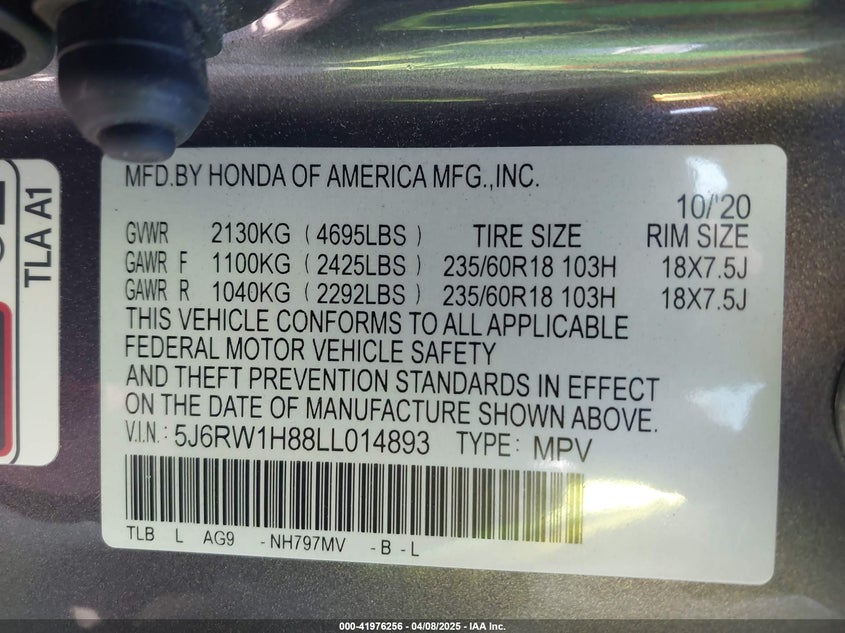 MFD.BY HONDA OF AMERICA MFG.,INC.
10/'20
GVWR 2130KG ( 4695LBS ) TIRE SIZE RIM SIZE
GAWR F 1100KG ( 2425LBS ) 235/60R18 103H 18X7.5J
GAWR R 1040KG ( 2292LBS ) 235/60R18 103H 18X7.5J
THIS VEHICLE CONFORMS TO ALL APPLICABLE
FEDERAL MOTOR VEHICLE SAFETY
AND THEFT PREVENTION STANDARDS IN EFFECT
ON THE DATE OF MANUFACTURE SHOWN ABOVE.
V.I.N.: 5J6RW1H88LL014893 TYPE: MPV
TLB L AG9 -NH797MV -B-L
TLA A1
000-41976256 - 04/08/2025 - IAA Inc.